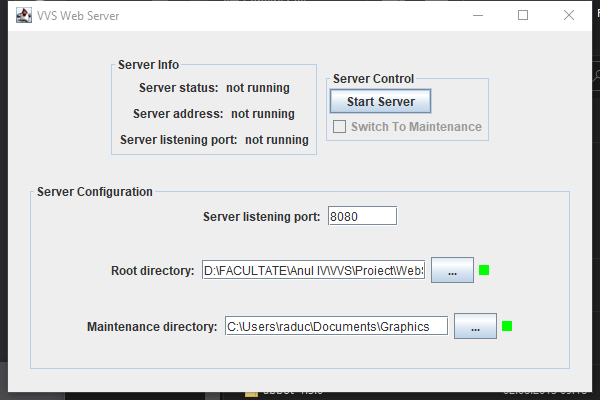 VVS Web Server
Server Info
Server status: not running
Server address: not running
Server listening port: not running
Server Control
Start Server
Switch To Maintenance
Server Configuration
Server listening port: 8080
Root directory: D:\FACULTATE\Anul IV\VVS\Proiect\WebS ...
Maintenance directory: C:\Users\raduc\Documents\Graphics ...